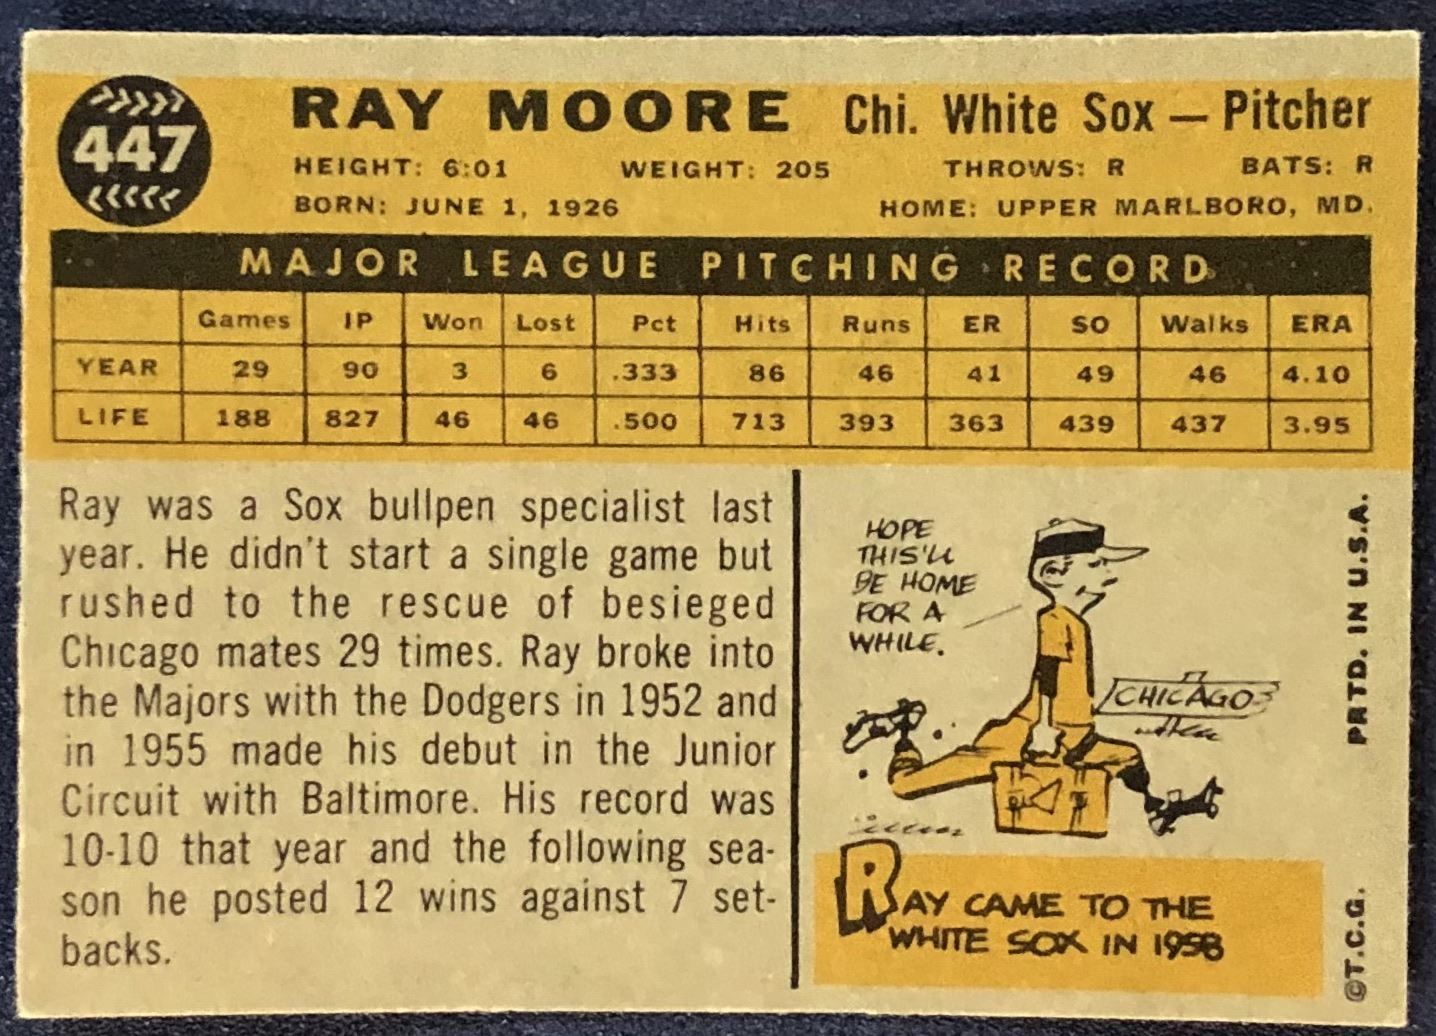 447
RAY MOORE Chi. White Sox — Pitcher
HEIGHT: 6:01 WEIGHT: 205 THROWS: R BATS: R
BORN: JUNE 1, 1926 HOME: UPPER MARLBORO, MD.
MAJOR LEAGUE PITCHING RECORD
Games IP Won Lost Pct Hits Runs ER SO Walks ERA
YEAR 29 90 3 6 .333 86 46 41 49 46 4.10
LIFE 188 827 46 46 .500 713 393 363 439 437 3.95
Ray was a Sox bullpen specialist last
year. He didn't start a single game but
rushed to the rescue of besieged
Chicago mates 29 times. Ray broke into
the Majors with the Dodgers in 1952 and
in 1955 made his debut in the Junior
Circuit with Baltimore. His record was
10-10 that year and the following sea-
son he posted 12 wins against 7 set-
backs.
HOPE
THIS'LL
BE HOME
FOR A
WHILE.
CHICAGO
RAY CAME TO THE
WHITE SOX IN 1958
©T.C.G. PRTD. IN U.S.A.